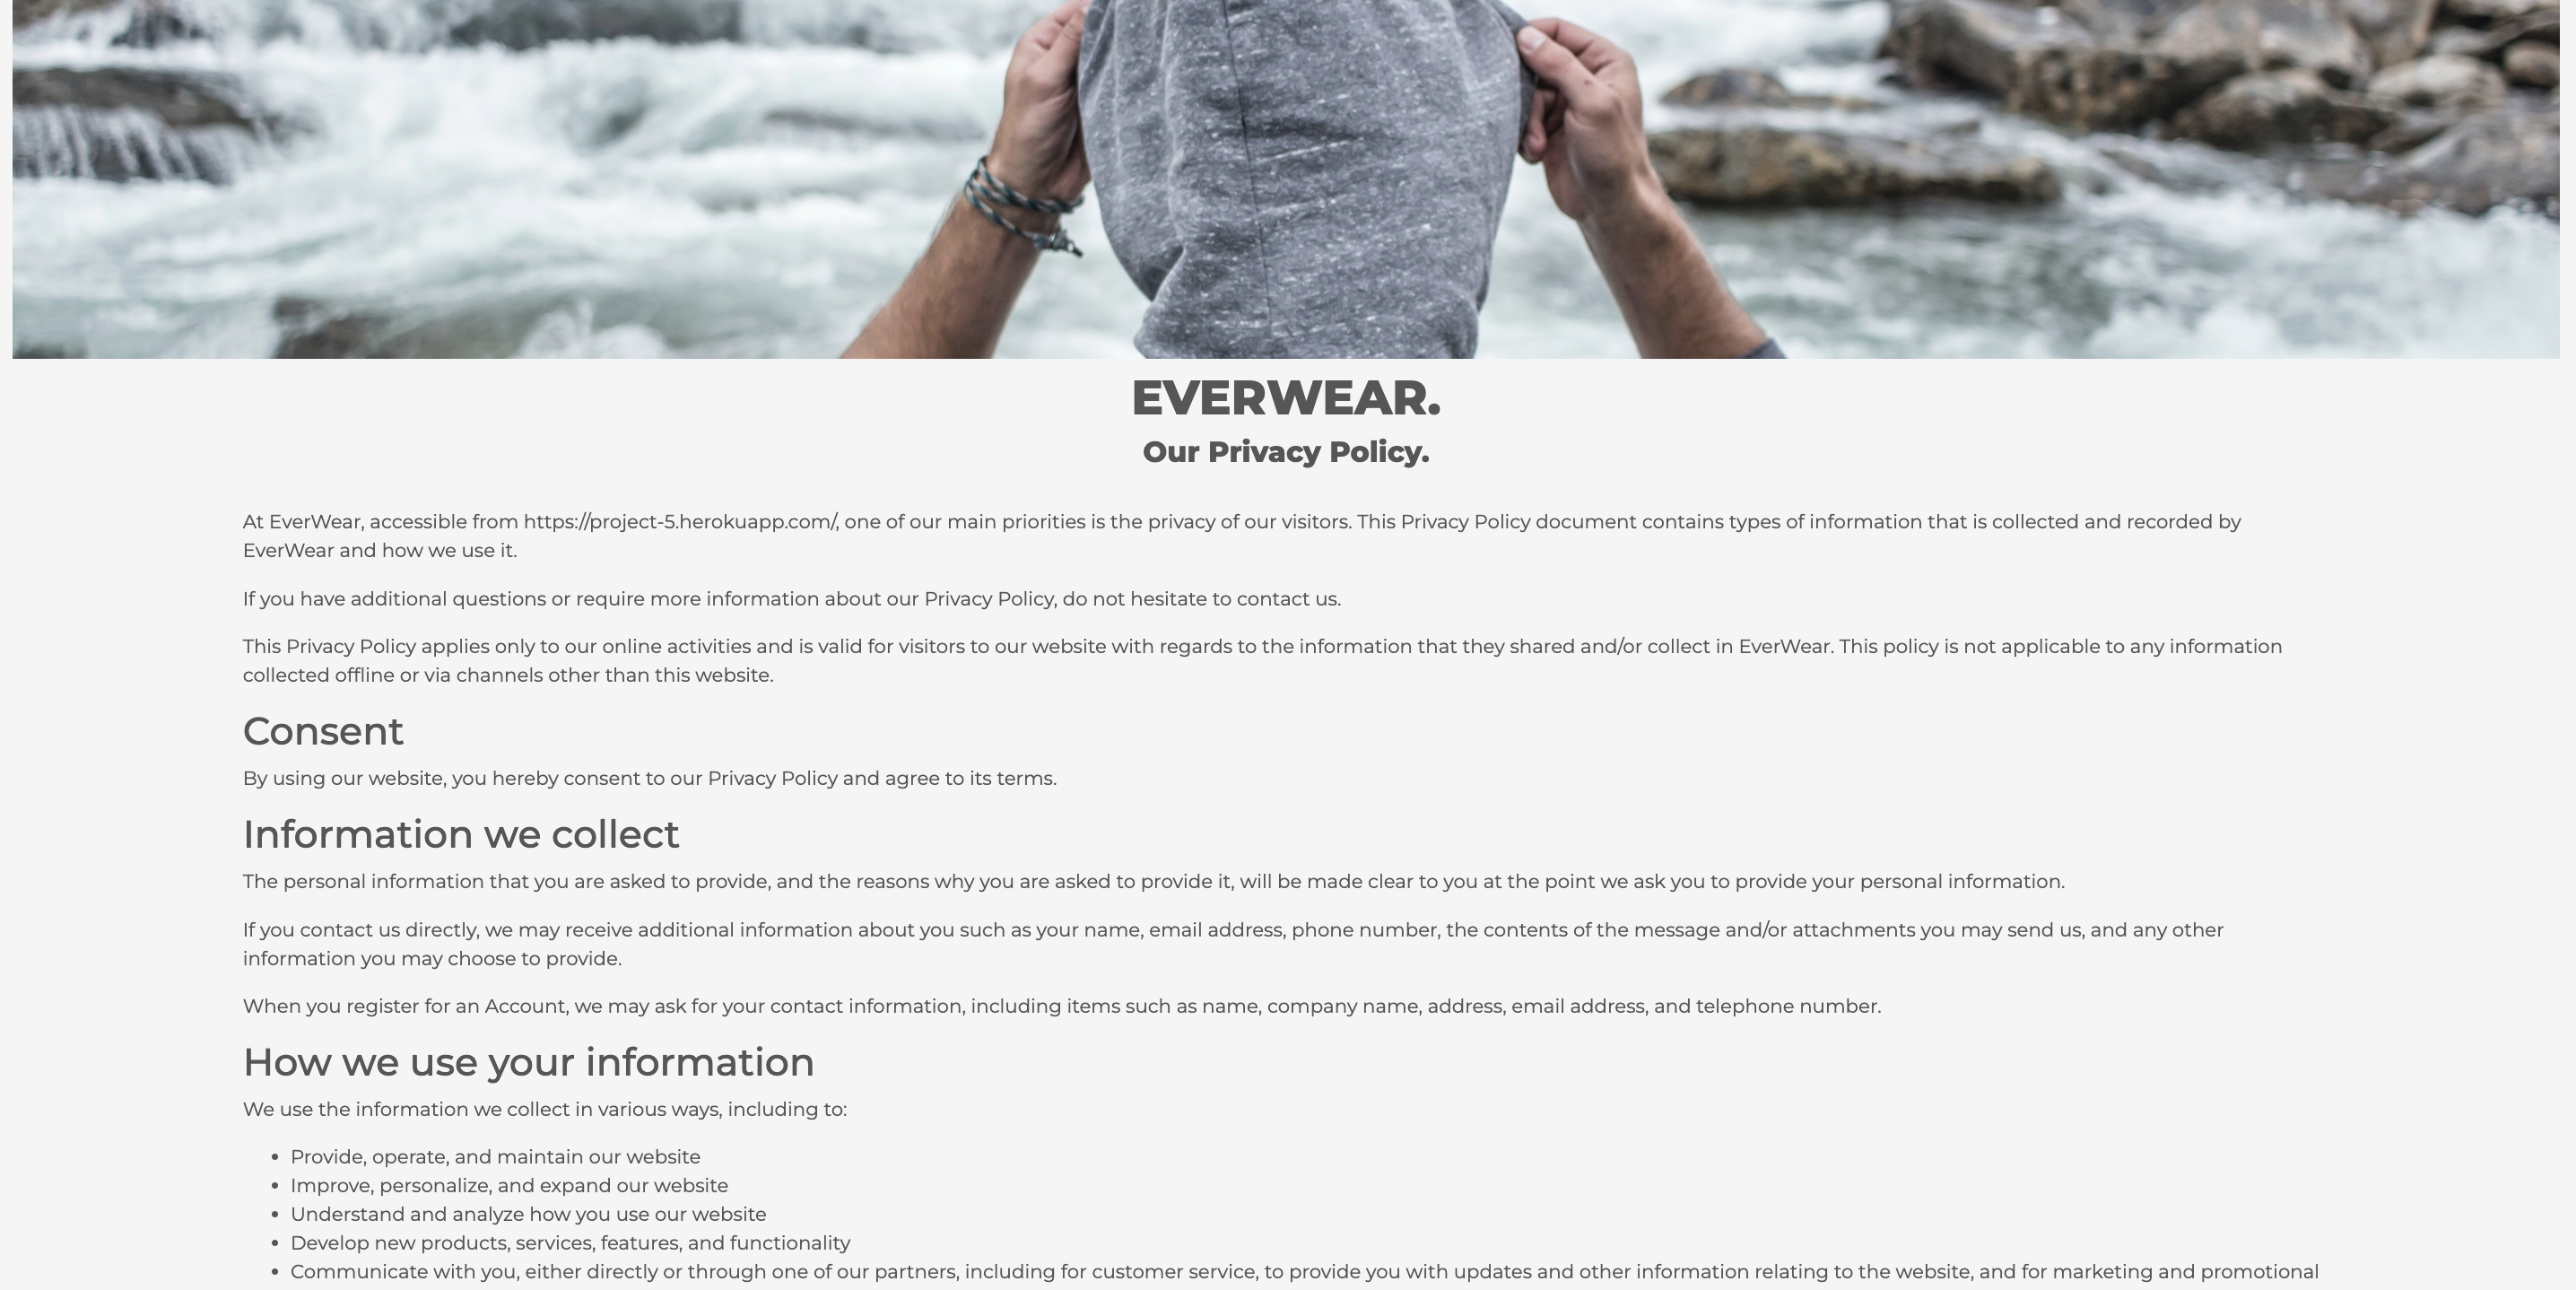 EVERWEAR.
Our Privacy Policy.
At EverWear, accessible from https://project-5.herokuapp.com/, one of our main priorities is the privacy of our visitors. This Privacy Policy document contains types of information that is collected and recorded by
EverWear and how we use it.
If you have additional questions or require more information about our Privacy Policy, do not hesitate to contact us.
This Privacy Policy applies only to our online activities and is valid for visitors to our website with regards to the information that they shared and/or collect in EverWear. This policy is not applicable to any information
collected offline or via channels other than this website.
Consent
By using our website, you hereby consent to our Privacy Policy and agree to its terms.
Information we collect
The personal information that you are asked to provide, and the reasons why you are asked to provide it, will be made clear to you at the point we ask you to provide your personal information.
If you contact us directly, we may receive additional information about you such as your name, email address, phone number, the contents of the message and/or attachments you may send us, and any other
information you may choose to provide.
When you register for an Account, we may ask for your contact information, including items such as name, company name, address, email address, and telephone number.
How we use your information
We use the information we collect in various ways, including to:
• Provide, operate, and maintain our website
• Improve, personalize, and expand our website
• Understand and analyze how you use our website
• Develop new products, services, features, and functionality
• Communicate with you, either directly or through one of our partners, including for customer service, to provide you with updates and other information relating to the website, and for marketing and promotional